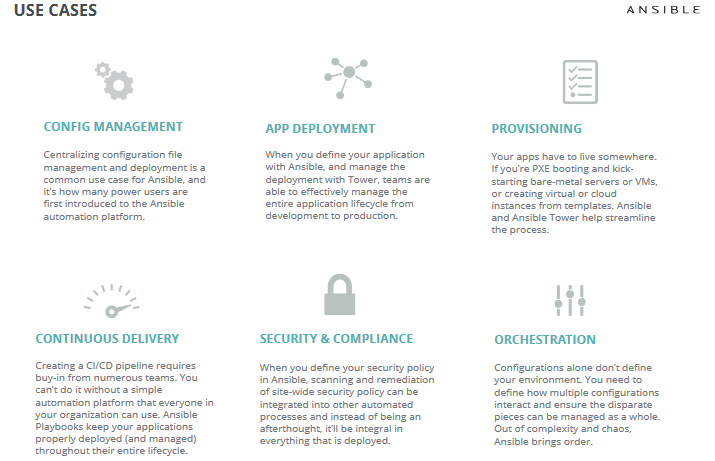 USE CASES
ANSIBLE
CONFIG MANAGEMENT
Centralizing configuration file
management and deployment is a
common use case for Ansible, and
it's how many power users are
first introduced to the Ansible
automation platform.
APP DEPLOYMENT
When you define your application
with Ansible, and manage the
deployment with Tower, teams are
able to effectively manage the
entire application lifecycle from
development to production.
PROVISIONING
Your apps have to live somewhere.
If you're PXE booting and kick-
starting bare-metal servers or VMs,
or creating virtual or cloud
instances from templates, Ansible
and Ansible Tower help streamline
the process.
CONTINUOUS DELIVERY
Creating a CI/CD pipeline requires
buy-in from numerous teams. You
can't do it without a simple
automation platform that everyone in
your organization can use. Ansible
Playbooks keep your applications
properly deployed (and managed)
throughout their entire lifecycle.
SECURITY & COMPLIANCE
When you define your security policy
in Ansible, scanning and remediation
of site-wide security policy can be
integrated into other automated
processes and instead of being an
afterthought, it'll be integral in
everything that is deployed.
ORCHESTRATION
Configurations alone don't define
your environment. You need to
define how multiple configurations
interact and ensure the disparate
pieces can be managed as a whole.
Out of complexity and chaos,
Ansible brings order.